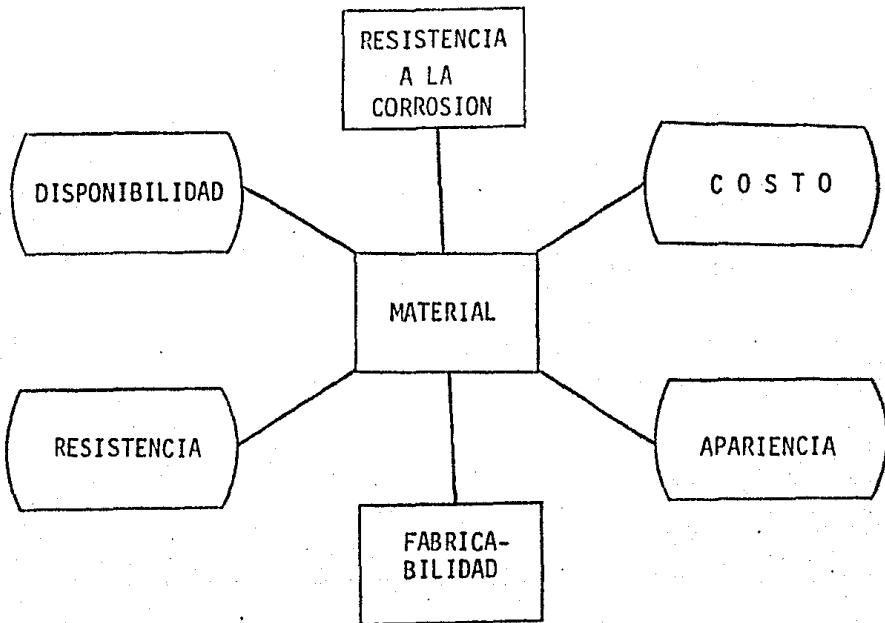 RESISTENCIA
A LA
CORROSION
DISPONIBILIDAD
C O S T O
MATERIAL
RESISTENCIA
APARIENCIA
FABRICA-
BILIDAD